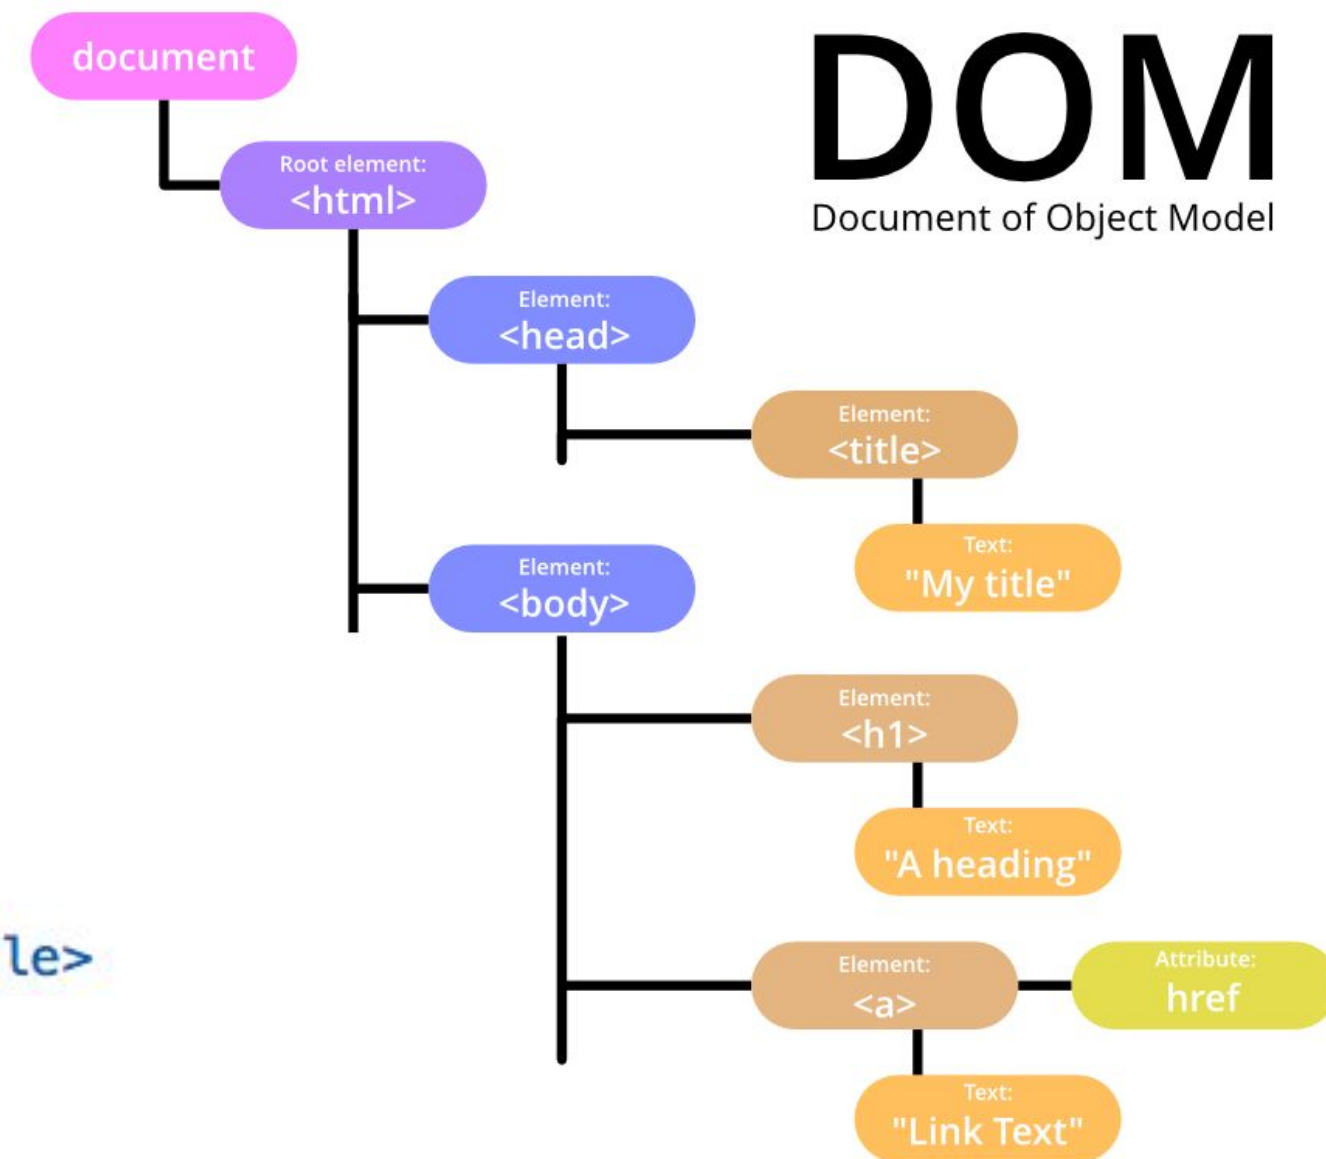 document
DOM
Document of Object Model
Root element:
<html>
Element:
<head>
Element:
<title>
Text:
"My title"
Element:
<body>
Element:
<h1>
Text:
"A heading"
le>
Element:
<a>
Attribute:
href
Text:
"Link Text"